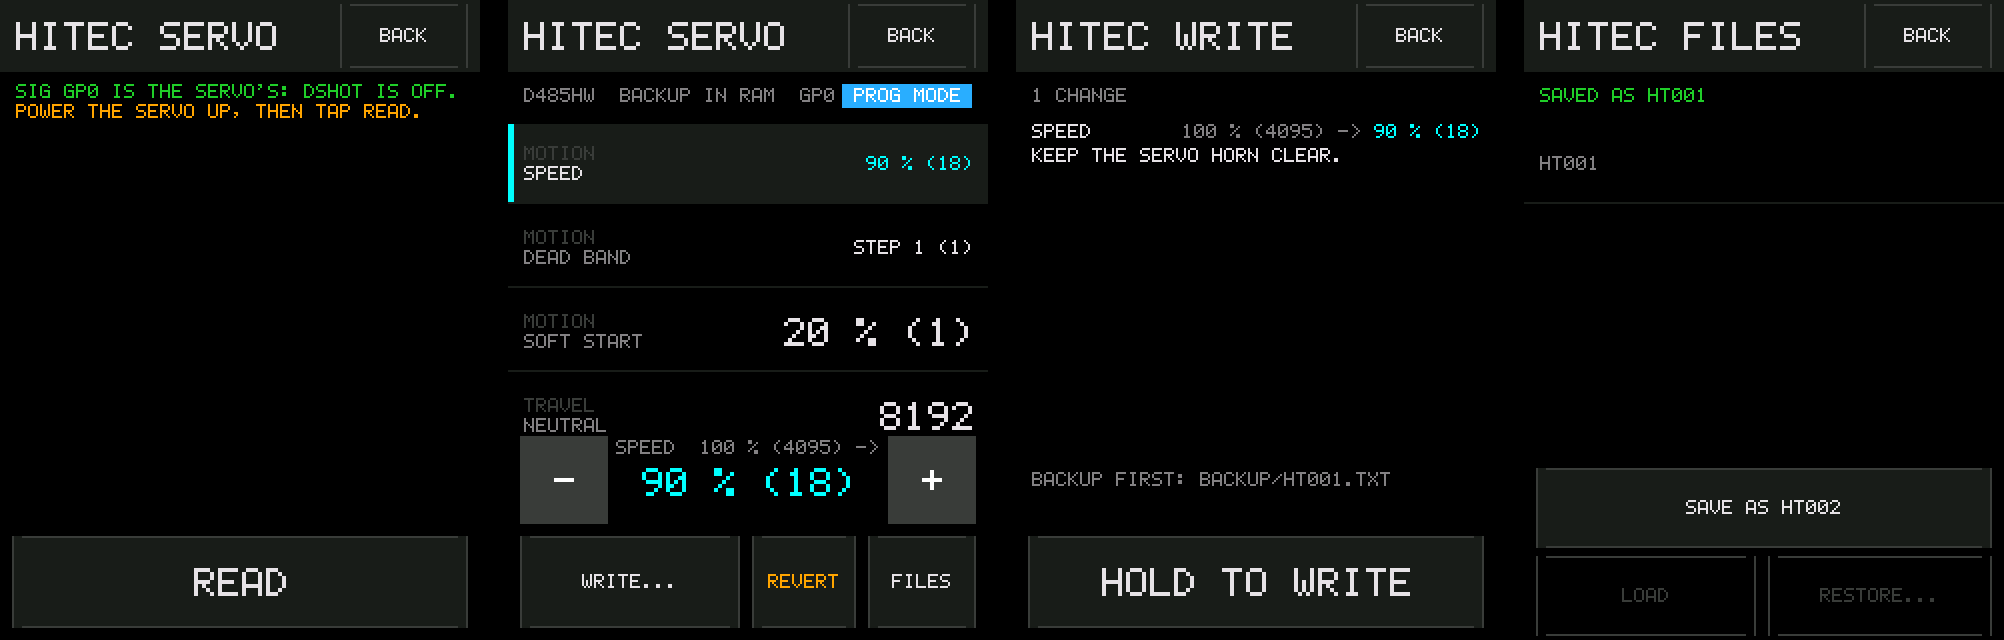 HITEC SERVO
BACK
SIG GP0 IS THE SERVO'S: DSHOT IS OFF.
POWER THE SERVO UP, THEN TAP READ.
READ
HITEC SERVO
BACK
D485HW BACKUP IN RAM GP0 PROG MODE
MOTION
SPEED
90 % (18)
MOTION
DEAD BAND
STEP 1 (1)
MOTION
SOFT START
20 % (1)
TRAVEL
NEUTRAL
8192
SPEED 100 % (4095) ->
- 90 % (18) +
WRITE... REVERT FILES
HITEC WRITE
BACK
1 CHANGE
SPEED 100 % (4095) -> 90 % (18)
KEEP THE SERVO HORN CLEAR.
BACKUP FIRST: BACKUP/HT001.TXT
HOLD TO WRITE
HITEC FILES
BACK
SAVED AS HT001
HT001
SAVE AS HT002
LOAD RESTORE...